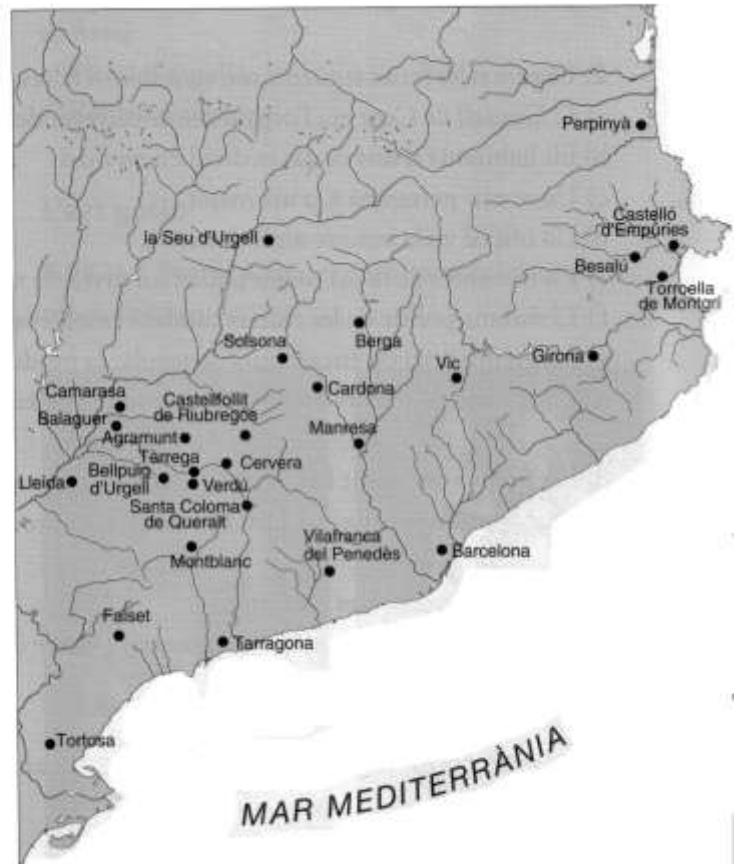 Perpinyà
Castelló
d'Empúries
la Seu d'Urgell
Besalú
Torroella
de Montgrí
Berga
Solsona
Vic
Girona
Cardona
Camarasa
Castellfollit
de Riubregós
Balaguer
Manresa
Agramunt
Tàrrega
Cervera
Bellpuig
d'Urgell
Lleida
Verdú
Santa Coloma
de Queralt
Vilafranca
del Penedès
Barcelona
Montblanc
Falset
Tarragona
Tortosa
MAR MEDITERRÀNIA